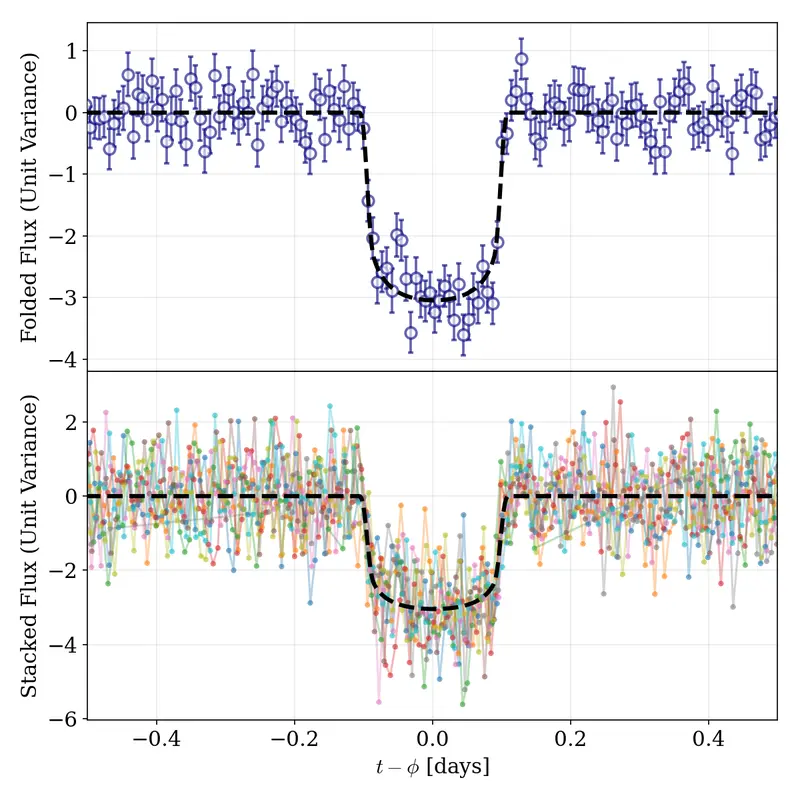 Folded Flux (Unit Variance)
1
0
−1
−2
−3
−4
Stacked Flux (Unit Variance)
2
0
−2
−4
−6
−0.4 −0.2 0.0 0.2 0.4
t − ϕ [days]